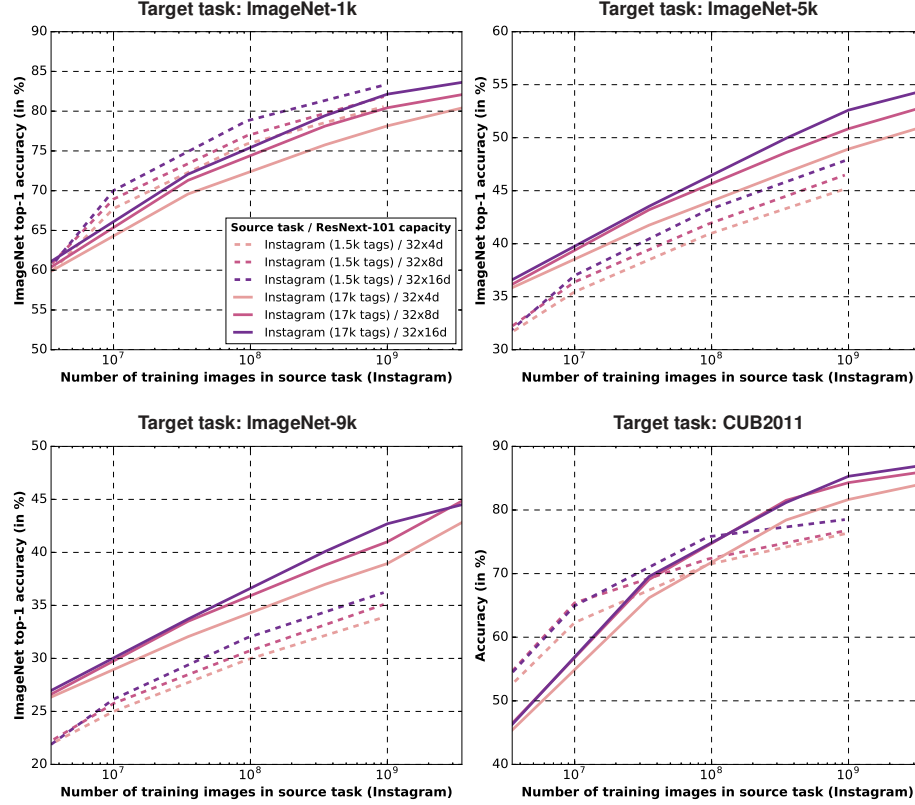 Target task: ImageNet-1k
90
85
80
75
70
65
60
55
50
10^7
10^8
10^9
ImageNet top-1 accuracy (in %)
Number of training images in source task (Instagram)
Source task / ResNext-101 capacity
Instagram (1.5k tags) / 32x4d
Instagram (1.5k tags) / 32x8d
Instagram (1.5k tags) / 32x16d
Instagram (17k tags) / 32x4d
Instagram (17k tags) / 32x8d
Instagram (17k tags) / 32x16d
Target task: ImageNet-5k
60
55
50
45
40
35
30
10^7
10^8
10^9
ImageNet top-1 accuracy (in %)
Number of training images in source task (Instagram)
Target task: ImageNet-9k
50
45
40
35
30
25
20
10^7
10^8
10^9
ImageNet top-1 accuracy (in %)
Number of training images in source task (Instagram)
Target task: CUB2011
90
80
70
60
50
40
10^7
10^8
10^9
Accuracy (in %)
Number of training images in source task (Instagram)